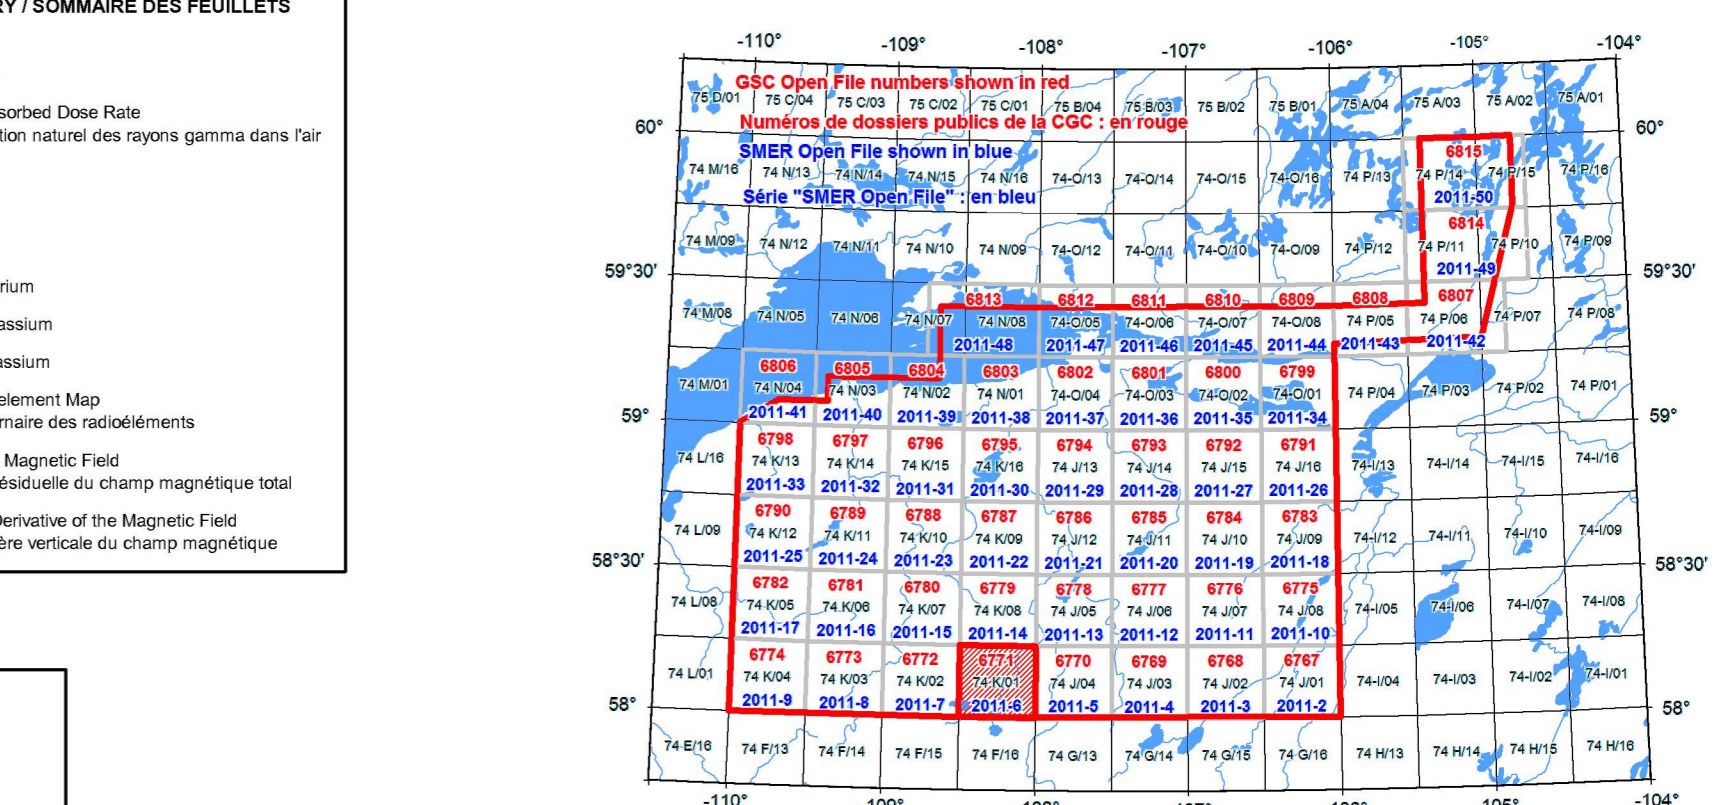 RY / SOMMAIRE DES FEUILLETS
sorbed Dose Rate
tion naturel des rayons gamma dans l'air
rium
assium
assium
element Map
rnaire des radioéléments
Magnetic Field
ésiduelle du champ magnétique total
Derivative of the Magnetic Field
ère verticale du champ magnétique
-110° -109° -108° -107° -106° -105° -104°
GSC Open File numbers shown in red
75 D/01 75 C/04 75 C/03 75 C/02 75 C/01 75 B/04 75 B/03 75 B/02 75 B/01 75 A/04 75 A/03 75 A/02 75 A/01
Numéros de dossiers publics de la CGC : en rouge
60° 60°
SMER Open File shown in blue
6815
74 M/16 74 N/13 74 N/14 74 N/15 74 N/16 74-O/13 74-O/14 74-O/15 74-O/16 74 P/13 74 P/14 74 P/15 74 P/16
Série "SMER Open File" : en bleu
2011-50
6814
74 M/09 74 N/12 74 N/11 74 N/10 74 N/09 74-O/12 74-O/11 74-O/10 74-O/09 74 P/12 74 P/11 74 P/10 74 P/09
2011-49
59°30' 59°30'
6813 6812 6811 6810 6809 6808 6807
74 M/08 74 N/05 74 N/06 74 N/07 74 N/08 74-O/05 74-O/06 74-O/07 74-O/08 74 P/05 74 P/06 74 P/07 74 P/08
2011-48 2011-47 2011-46 2011-45 2011-44 2011-43 2011-42
6806 6805 6804 6803 6802 6801 6800 6799
74 M/01 74 N/04 74 N/03 74 N/02 74 N/01 74-O/04 74-O/03 74-O/02 74-O/01 74 P/04 74 P/03 74 P/02 74 P/01
2011-41 2011-40 2011-39 2011-38 2011-37 2011-36 2011-35 2011-34
59° 59°
6798 6797 6796 6795 6794 6793 6792 6791
74 L/16 74 K/13 74 K/14 74 K/15 74 K/16 74 J/13 74 J/14 74 J/15 74 J/16 74-I/13 74-I/14 74-I/15 74-I/16
2011-33 2011-32 2011-31 2011-30 2011-29 2011-28 2011-27 2011-26
6790 6789 6788 6787 6786 6785 6784 6783
74 L/09 74 K/12 74 K/11 74 K/10 74 K/09 74 J/12 74 J/11 74 J/10 74 J/09 74-I/12 74-I/11 74-I/10 74-I/09
2011-25 2011-24 2011-23 2011-22 2011-21 2011-20 2011-19 2011-18
58°30' 58°30'
6782 6781 6780 6779 6778 6777 6776 6775
74 L/08 74 K/05 74 K/06 74 K/07 74 K/08 74 J/05 74 J/06 74 J/07 74 J/08 74-I/05 74-I/06 74-I/07 74-I/08
2011-17 2011-16 2011-15 2011-14 2011-13 2011-12 2011-11 2011-10
6774 6773 6772 6771 6770 6769 6768 6767
74 L/01 74 K/04 74 K/03 74 K/02 74 K/01 74 J/04 74 J/03 74 J/02 74 J/01 74-I/04 74-I/03 74-I/02 74-I/01
2011-9 2011-8 2011-7 2011-6 2011-5 2011-4 2011-3 2011-2
58° 58°
74 E/16 74 F/13 74 F/14 74 F/15 74 F/16 74 G/13 74 G/14 74 G/15 74 G/16 74 H/13 74 H/14 74 H/15 74 H/16
-110° -109° -108° -107° -106° -105° -104°